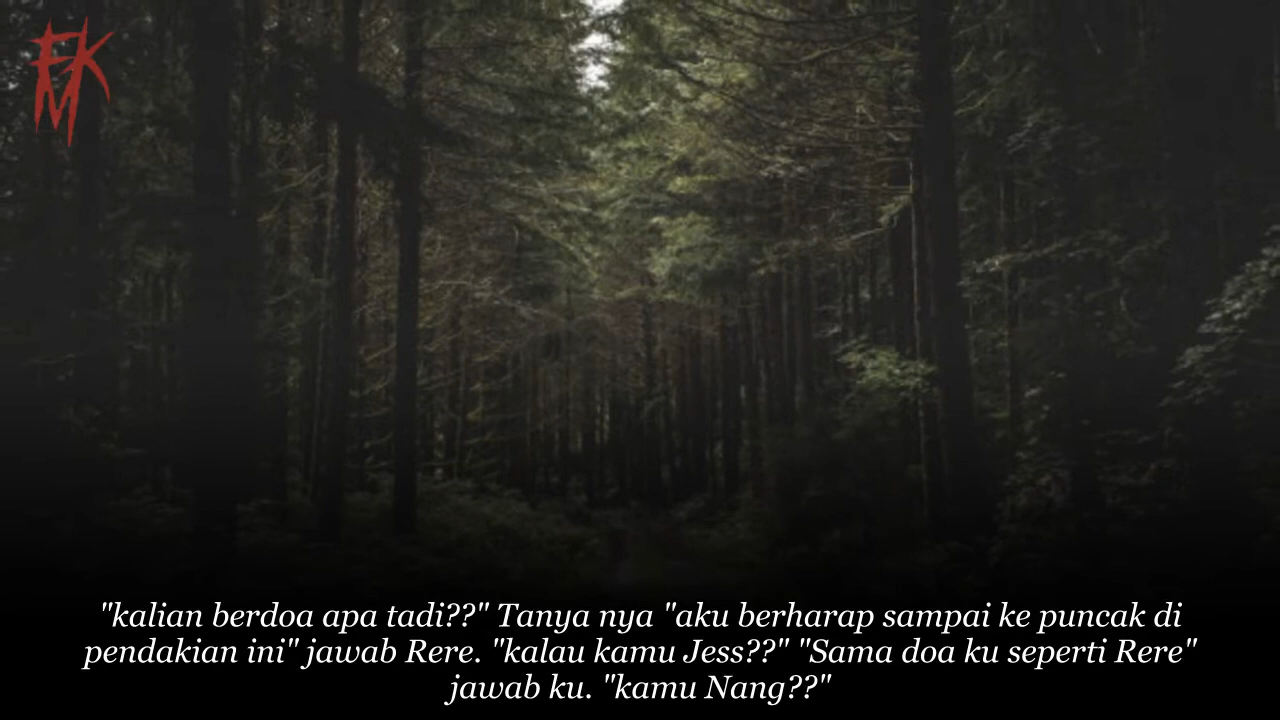 FKM
"kalian berdoa apa tadi??" Tanya nya "aku berharap sampai ke puncak di
pendakian ini" jawab Rere. "kalau kamu Jess??" "Sama doa ku seperti Rere"
jawab ku. "kamu Nang??"